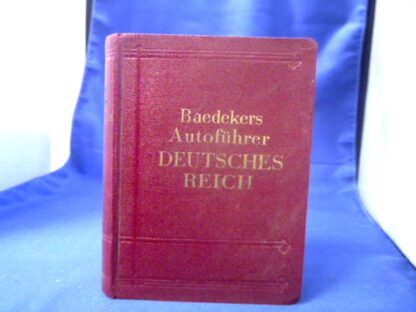 Baedekers
Autoführer
DEUTSCHES
REICH